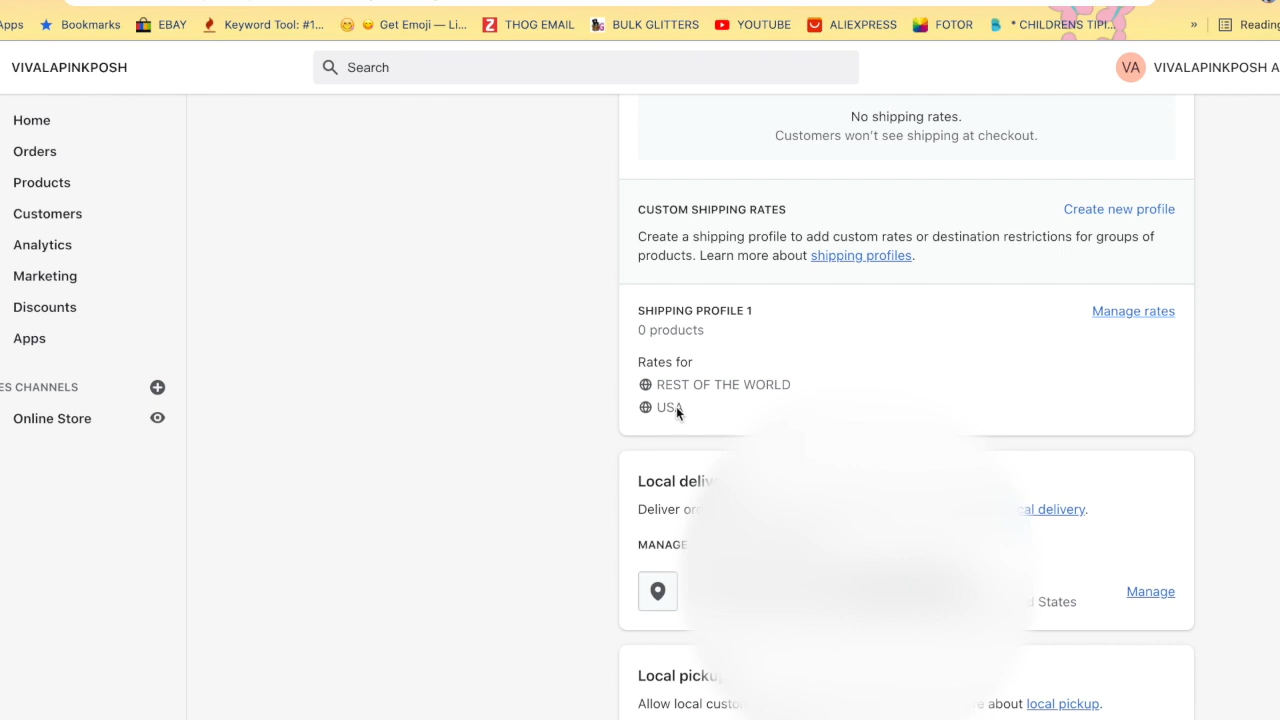 Apps Bookmarks EBAY Keyword Tool: #1... Get Emoji — Li... THOG EMAIL BULK GLITTERS YOUTUBE ALIEXPRESS FOTOR * CHILDRENS TIPI... » Reading
VIVALAPINKPOSH Search VA VIVALAPINKPOSH A
Home
Orders
Products
Customers
Analytics
Marketing
Discounts
Apps
ES CHANNELS
Online Store
No shipping rates.
Customers won't see shipping at checkout.
CUSTOM SHIPPING RATES Create new profile
Create a shipping profile to add custom rates or destination restrictions for groups of
products. Learn more about shipping profiles.
SHIPPING PROFILE 1 Manage rates
0 products
Rates for
REST OF THE WORLD
USA
Local
Deliver cal delivery.
MANAGE
States Manage
Local
Allow local about local pickup.